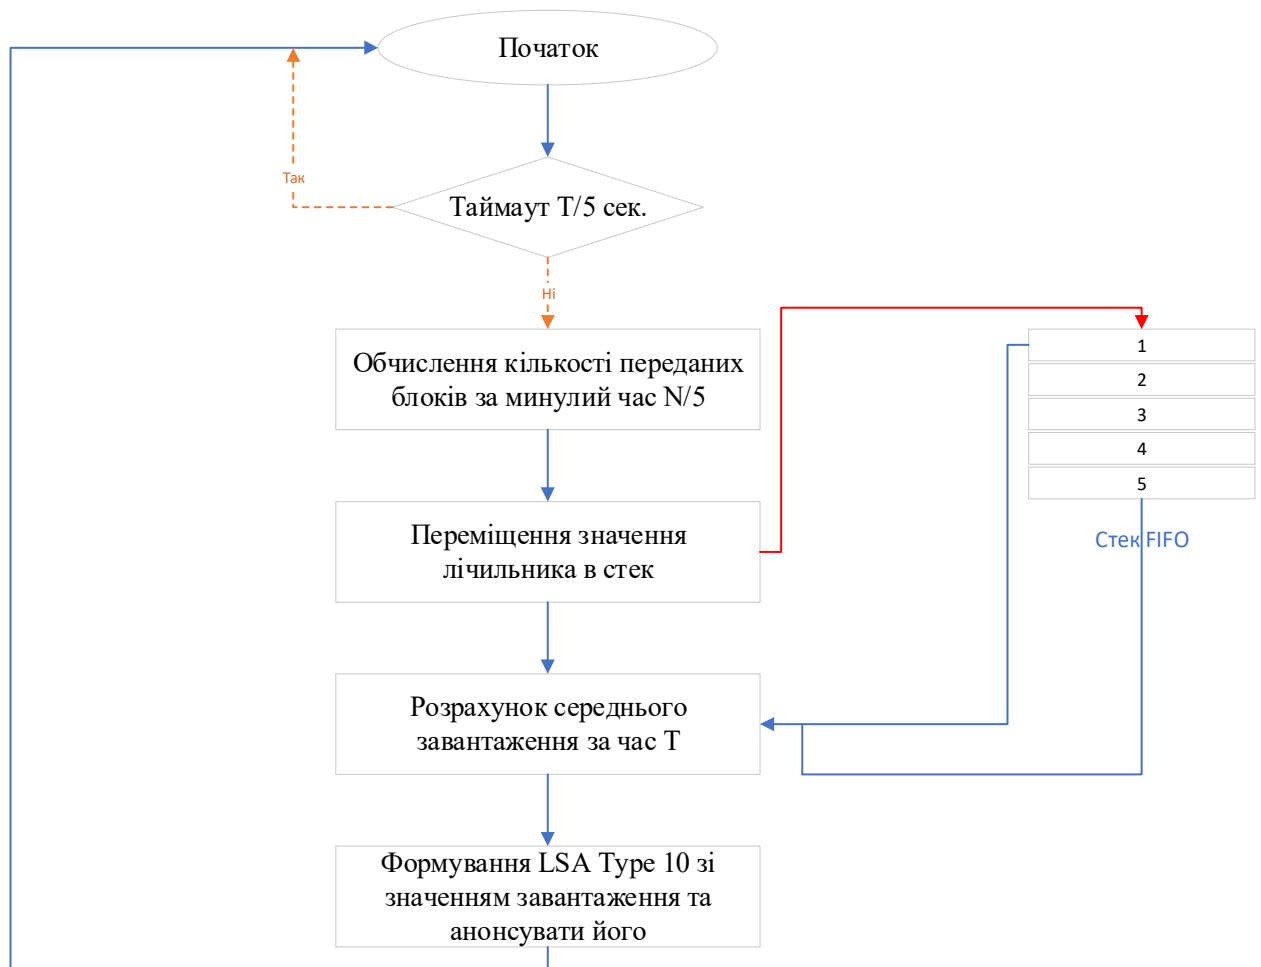 Початок
Так
Таймаут T/5 сек.
Ні
Обчислення кількості переданих
блоків за минулий час N/5
1
2
3
4
5
Стек FIFO
Переміщення значення
лічильника в стек
Розрахунок середнього
завантаження за час T
Формування LSA Type 10 зі
значенням завантаження та
анонсувати його